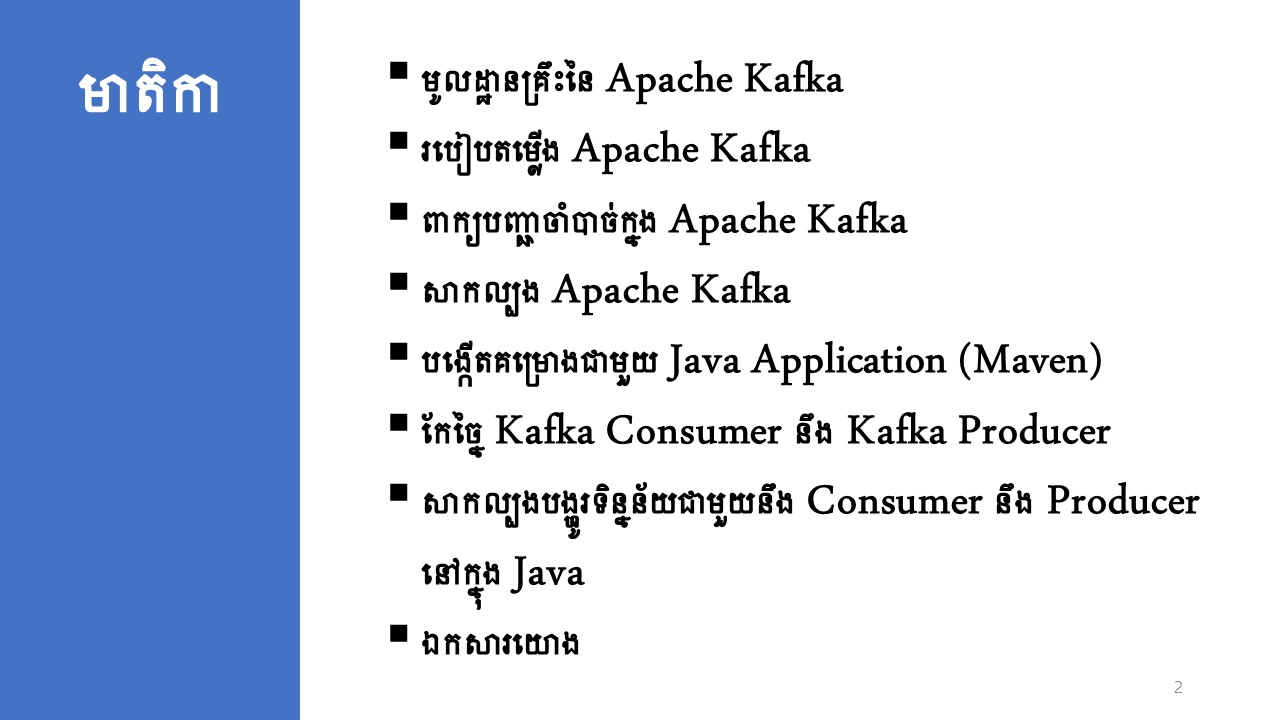 មាតិកា
▪ មូលដ្ឋានគ្រឹះនៃ Apache Kafka
▪ របៀបតម្លើង Apache Kafka
▪ ពាក្យបញ្ជាចាំបាច់ក្នុង Apache Kafka
▪ សាកល្បង Apache Kafka
▪ បង្កើតគម្រោងជាមួយ Java Application (Maven)
▪ កែច្នៃ Kafka Consumer នឹង Kafka Producer
▪ សាកល្បងបង្ហូរទិន្នន័យជាមួយនឹង Consumer នឹង Producer
នៅក្នុង Java
▪ ឯកសារយោង
2